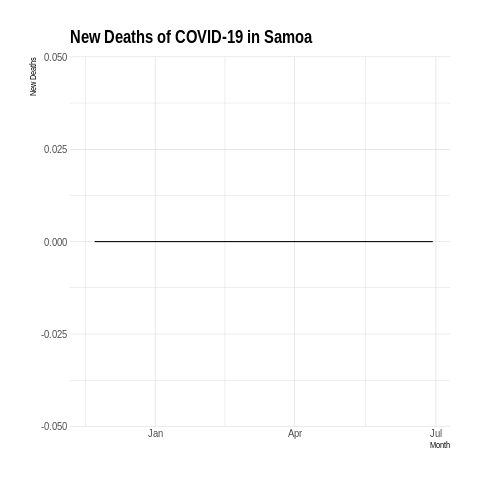 New Deaths of COVID-19 in Samoa
New Deaths
0.050
0.025
0.000
-0.025
-0.050
Jan Apr Jul
Month